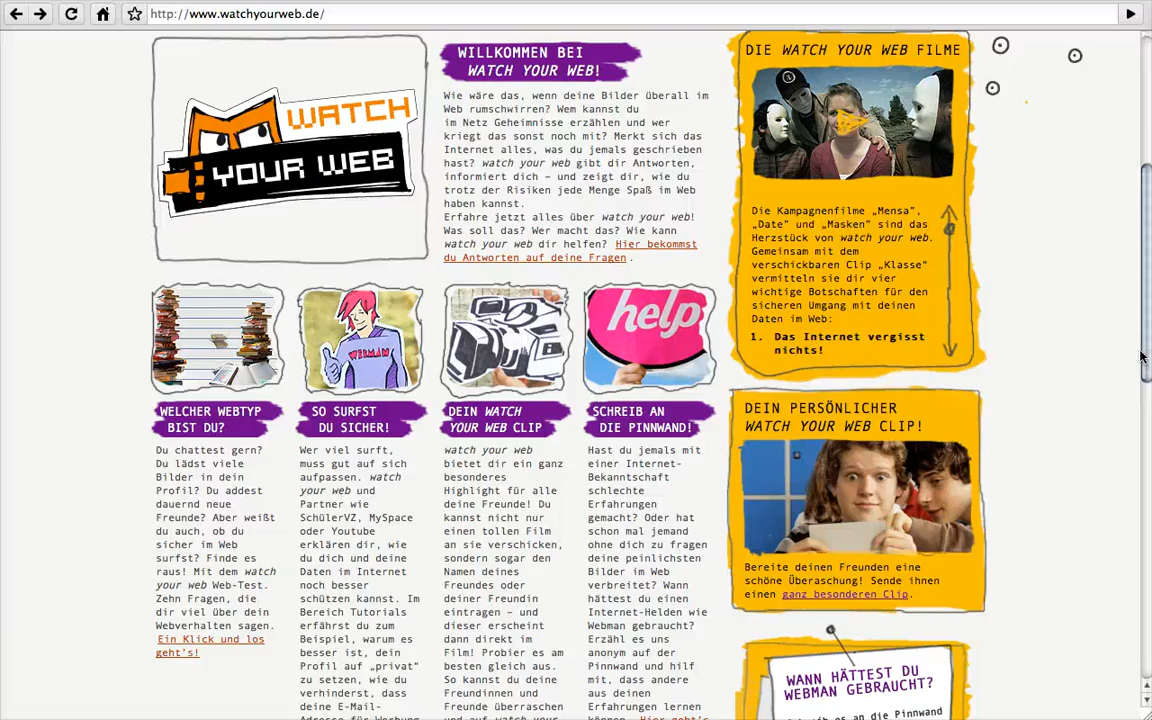 http://www.watchyourweb.de/
WATCH
YOUR WEB
WILLKOMMEN BEI
WATCH YOUR WEB!
Wie wäre das, wenn deine Bilder überall im
Web rumschwirren? Wem kannst du
im Netz Geheimnisse erzählen und wer
kriegt das sonst noch mit? Merkt sich das
Internet alles, was du jemals geschrieben
hast? watch your web gibt dir Antworten,
informiert dich – und zeigt dir, wie du
trotz der Risiken jede Menge Spaß im Web
haben kannst.
Erfahre jetzt alles über watch your web!
Was soll das? Wer macht das? Wie kann
watch your web dir helfen? Hier bekommst
du Antworten auf deine Fragen .
DIE WATCH YOUR WEB FILME
Die Kampagnenfilme „Mensa",
„Date" und „Masken" sind das
Herzstück von watch your web.
Gemeinsam mit dem
verschickbaren Clip „Klasse"
vermitteln sie dir vier
wichtige Botschaften für den
sicheren Umgang mit deinen
Daten im Web:
1. Das Internet vergisst
nichts!
WEBMAN
help
WELCHER WEBTYP
BIST DU?
Du chattest gern?
Du lädst viele
Bilder in dein
Profil? Du addest
dauernd neue
Freunde? Aber weißt
du auch, ob du
sicher im Web
surfst? Finde es
raus! Mit dem watch
your web Web-Test.
Zehn Fragen, die
dir viel über dein
Webverhalten sagen.
Ein Klick und los
geht's!
SO SURFST
DU SICHER!
Wer viel surft,
muss gut auf sich
aufpassen. watch
your web und
Partner wie
SchülerVZ, MySpace
oder Youtube
erklären dir, wie
du dich und deine
Daten im Internet
noch besser
schützen kannst. Im
Bereich Tutorials
erfährst du zum
Beispiel, warum es
besser ist, dein
Profil auf „privat"
zu setzen, wie du
verhinderst, dass
deine E-Mail-
Adresse für Werbung
DEIN WATCH
YOUR WEB CLIP
watch your web
bietet dir ein ganz
besonderes
Highlight für alle
deine Freunde! Du
kannst nicht nur
einen tollen Film
an sie verschicken,
sondern sogar den
Namen deines
Freundes oder
deiner Freundin
eintragen – und
dieser erscheint
dann direkt im
Film! Probier es am
besten gleich aus.
So kannst du deine
Freundinnen und
Freunde überraschen
und auf watch your
SCHREIB AN
DIE PINNWAND!
Hast du jemals mit
einer Internet-
Bekanntschaft
schlechte
Erfahrungen
gemacht? Oder hat
schon mal jemand
ohne dich zu fragen
deine peinlichsten
Bilder im Web
verbreitet? Wann
hättest du einen
Internet-Helden wie
Webman gebraucht?
Erzähl es uns
anonym auf der
Pinnwand und hilf
mit, dass andere
aus deinen
Erfahrungen lernen
können. Hier geht's
DEIN PERSÖNLICHER
WATCH YOUR WEB CLIP!
Bereite deinen Freunden eine
schöne Überaschung! Sende ihnen
einen ganz besonderen Clip.
WANN HÄTTEST DU
WEBMAN GEBRAUCHT?
es an die Pinnwand